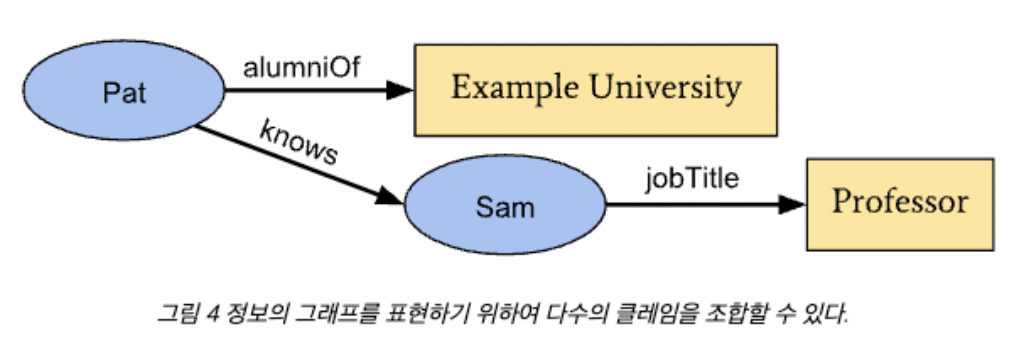 alumniOf
Example University
Pat
knows
Sam
jobTitle
Professor
그림 4 정보의 그래프를 표현하기 위하여 다수의 클레임을 조합할 수 있다.